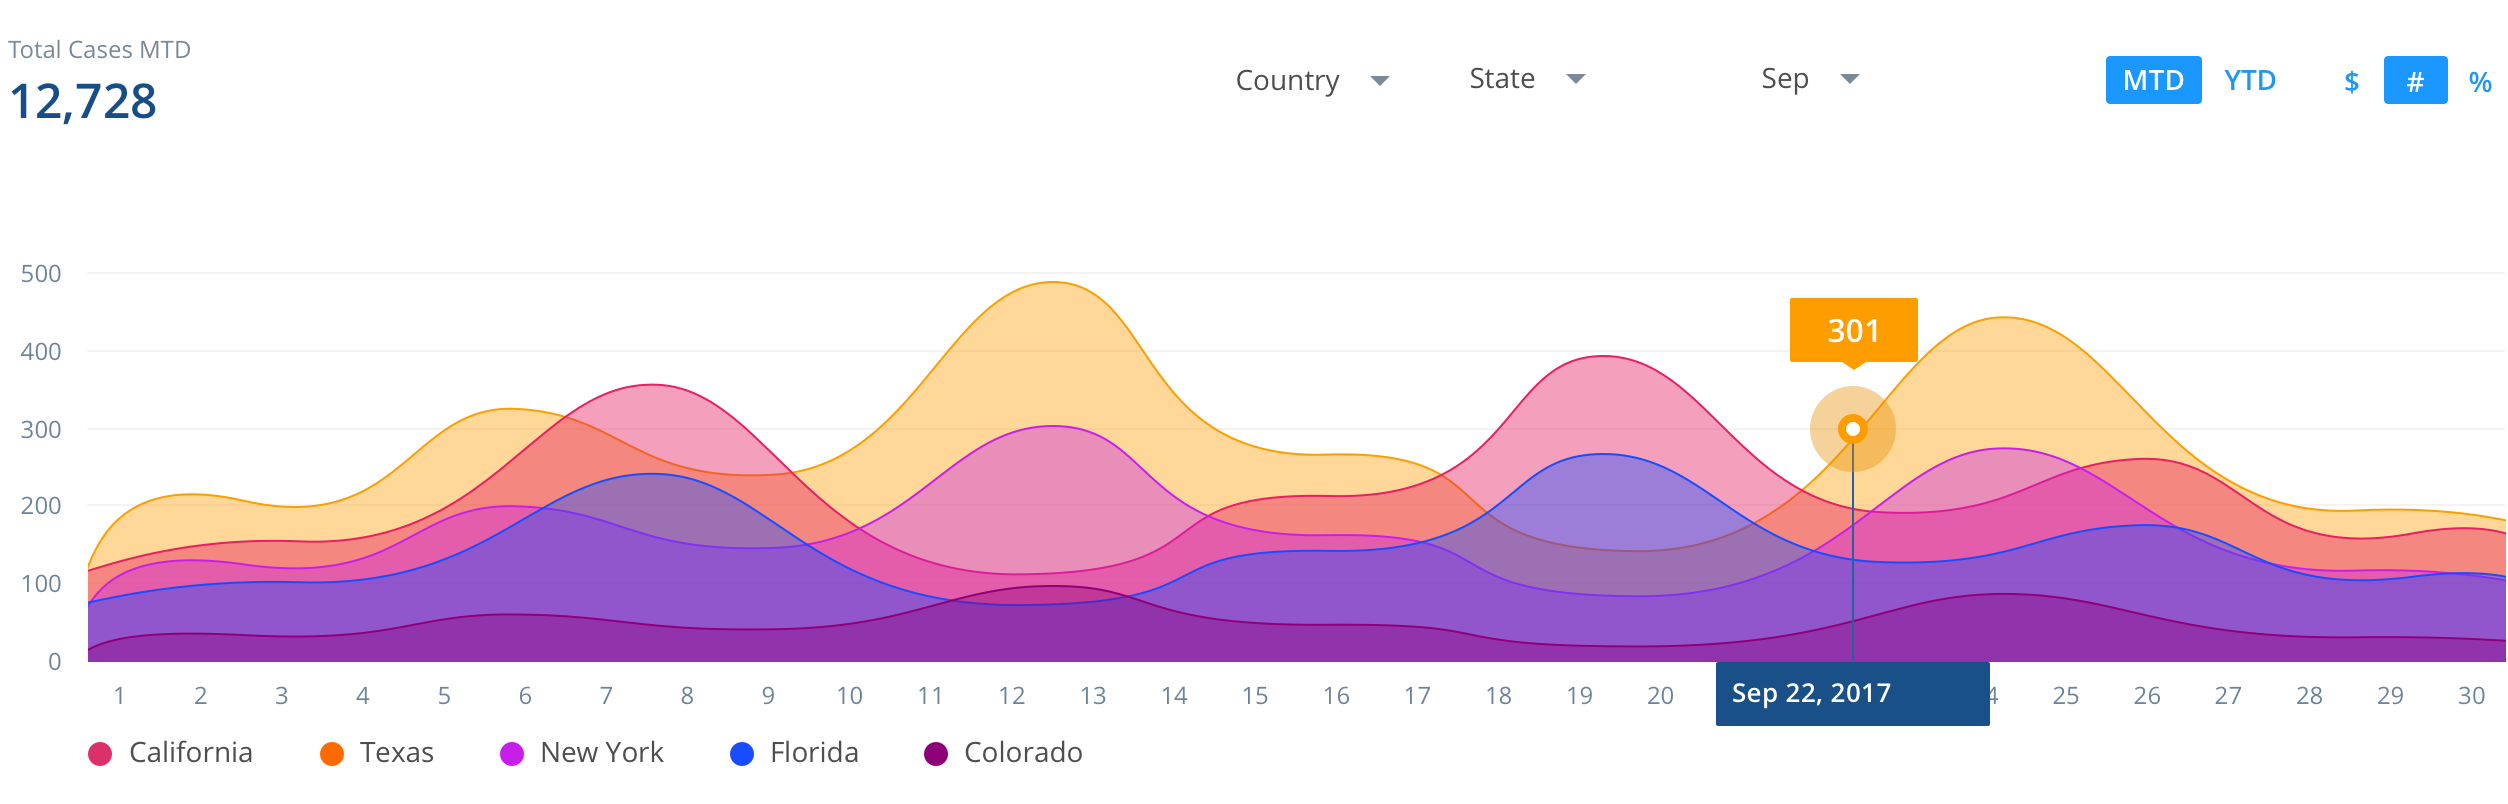 Total Cases MTD
12,728
Country State Sep MTD YTD $ # %
500
400
301
300
200
100
0
1 2 3 4 5 6 7 8 9 10 11 12 13 14 15 16 17 18 19 20 Sep 22, 2017 4 25 26 27 28 29 30
California Texas New York Florida Colorado